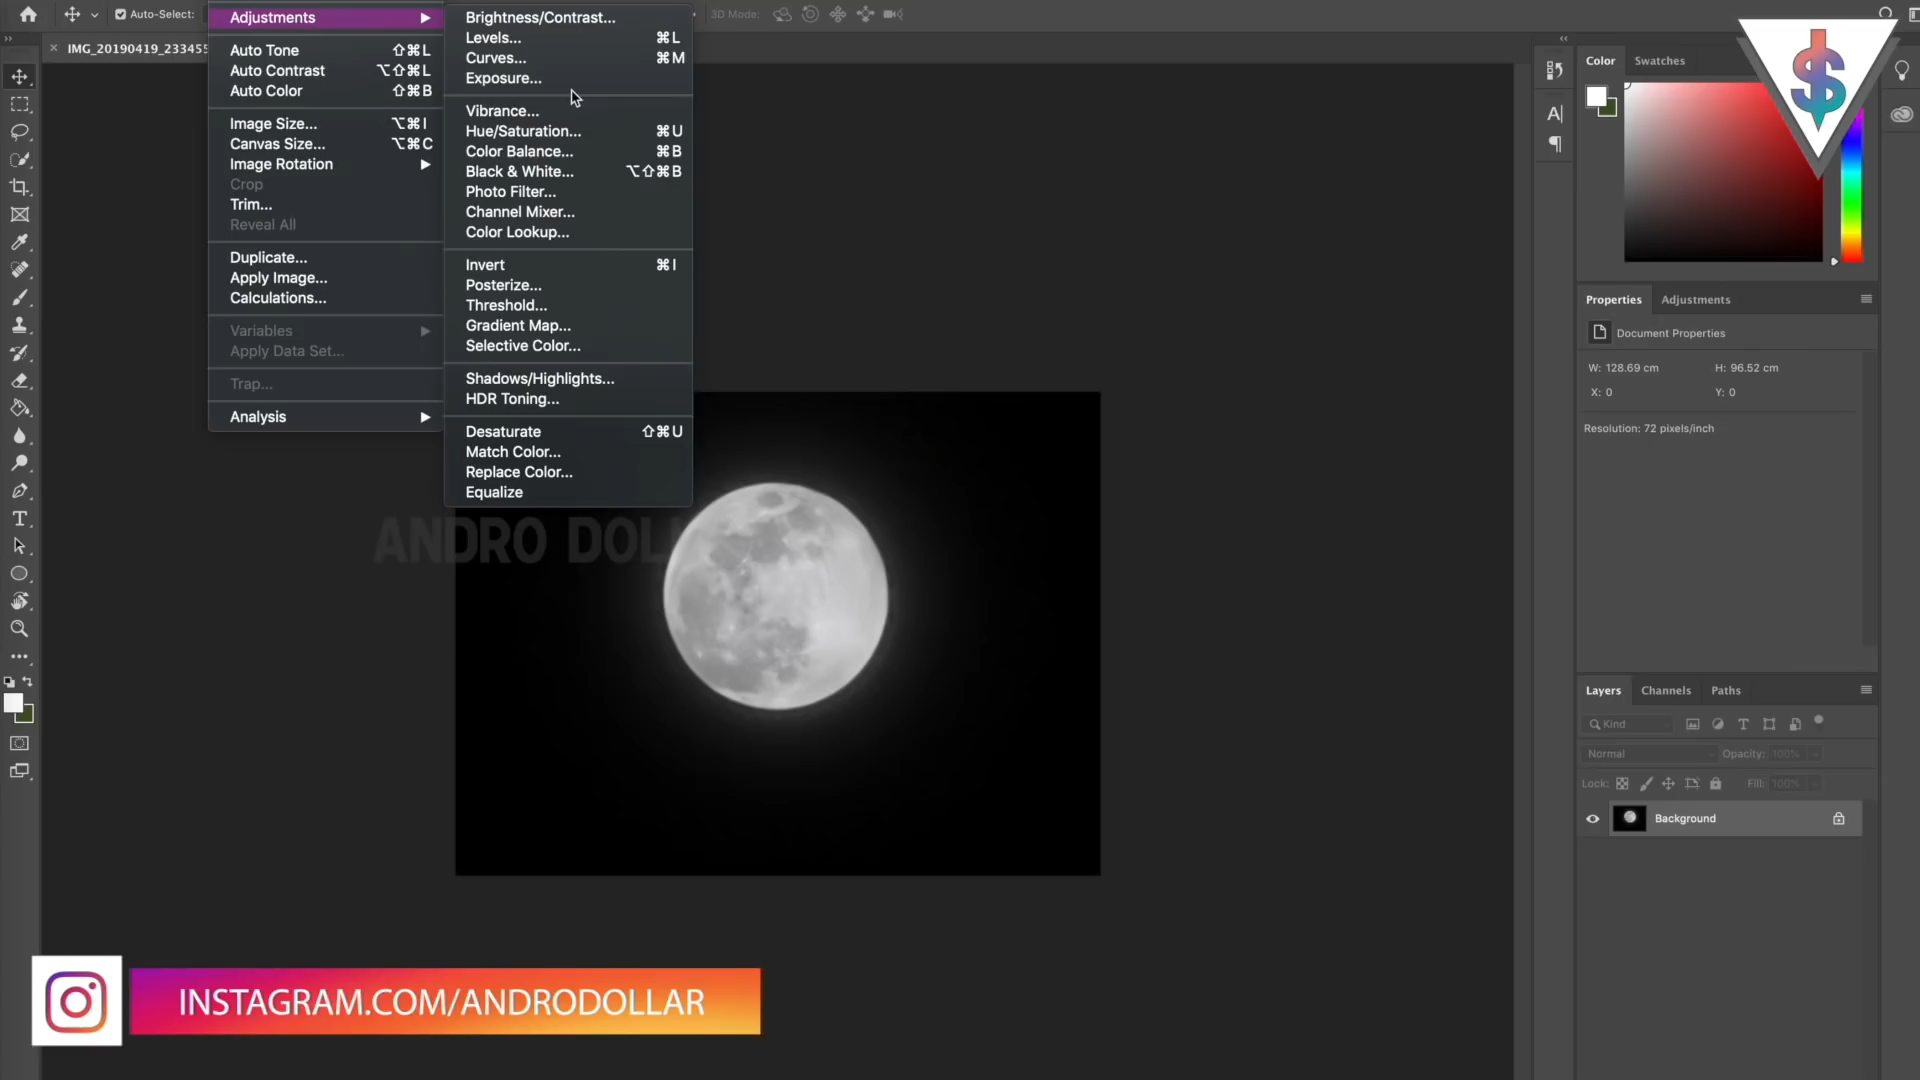 Auto-Select:
3D Mode:
IMG_20190419_233455
Adjustments
Auto Tone ⇧⌘L
Auto Contrast ⌥⇧⌘L
Auto Color ⇧⌘B
Image Size... ⌥⌘I
Canvas Size... ⌥⌘C
Image Rotation
Crop
Trim...
Reveal All
Duplicate...
Apply Image...
Calculations...
Variables
Apply Data Set...
Trap...
Analysis
Brightness/Contrast...
Levels... ⌘L
Curves... ⌘M
Exposure...
Vibrance...
Hue/Saturation... ⌘U
Color Balance... ⌘B
Black & White... ⌥⇧⌘B
Photo Filter...
Channel Mixer...
Color Lookup...
Invert ⌘I
Posterize...
Threshold...
Gradient Map...
Selective Color...
Shadows/Highlights...
HDR Toning...
Desaturate ⇧⌘U
Match Color...
Replace Color...
Equalize
ANDRO
Color Swatches
Properties Adjustments
Document Properties
W: 128.69 cm H: 96.52 cm
X: 0 Y: 0
Resolution: 72 pixels/inch
Layers Channels Paths
Kind
Normal Opacity: 100%
Lock: Fill: 100%
Background
INSTAGRAM.COM/ANDRODOLLAR